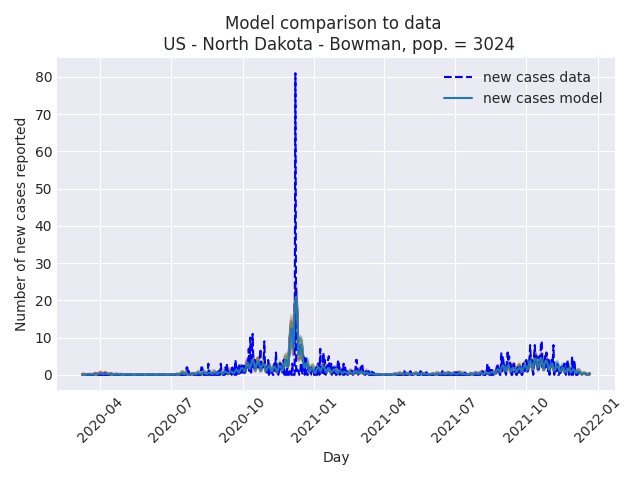 Model comparison to data
US - North Dakota - Bowman, pop. = 3024
new cases data
new cases model
Number of new cases reported
80
70
60
50
40
30
20
10
0
2020-04
2020-07
2020-10
2021-01
2021-04
2021-07
2021-10
2022-01
Day